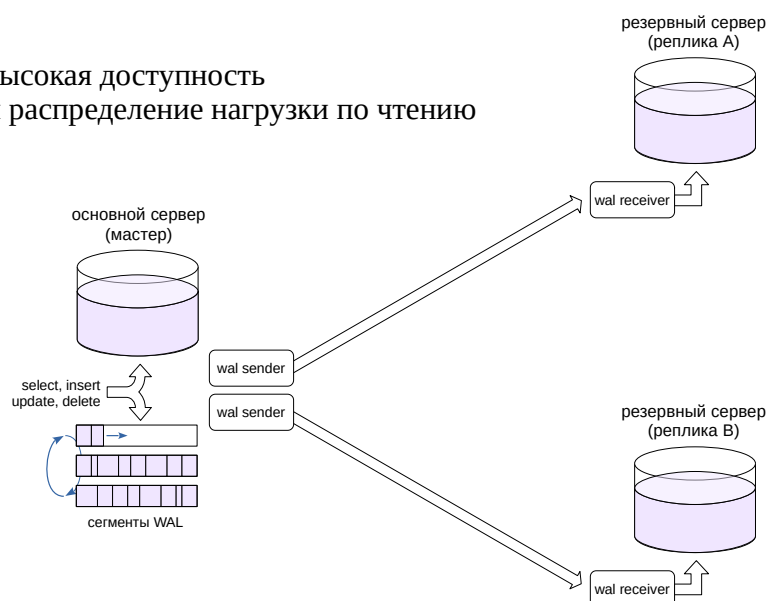 резервный сервер
(реплика А)
ысокая доступность
распределение нагрузки по чтению
wal receiver
основной сервер
(мастер)
wal sender
select, insert
update, delete
wal sender
резервный сервер
(реплика B)
сегменты WAL
wal receiver